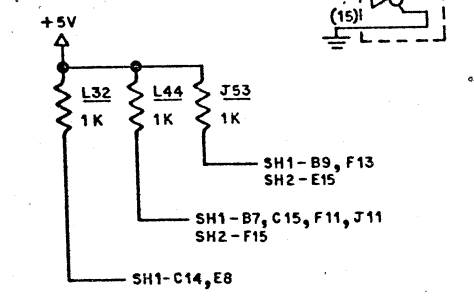 (15)
+5V
L32
1K
L44
1K
J53
1K
SH1-B9, F13
SH2-E15
SH1-B7, C15, F11, J11
SH2-F15
SH1-C14, E8